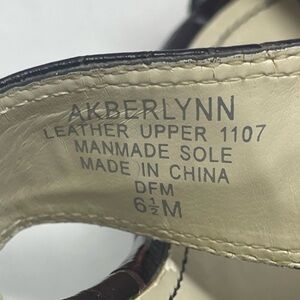 AKBERLYNN
LEATHER UPPER 1107
MANMADE SOLE
MADE IN CHINA
DFM
6½M